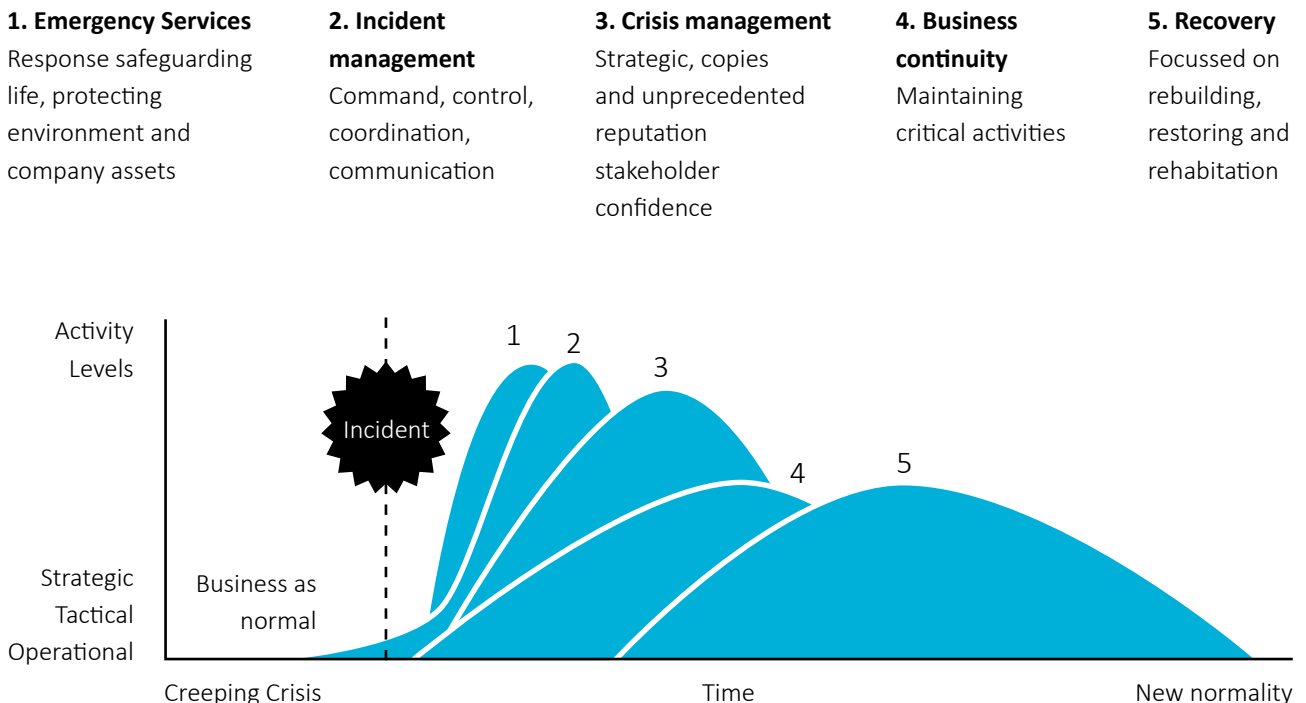 1. Emergency Services
Response safeguarding
life, protecting
environment and
company assets
2. Incident
management
Command, control,
coordination,
communication
3. Crisis management
Strategic, copies
and unprecedented
reputation
stakeholder
confidence
4. Business
continuity
Maintaining
critical activities
5. Recovery
Focussed on
rebuilding,
restoring and
rehabitation
Activity
Levels
1
2
3
4
5
Incident
Strategic
Tactical
Operational
Business as
normal
Creeping Crisis
Time
New normality